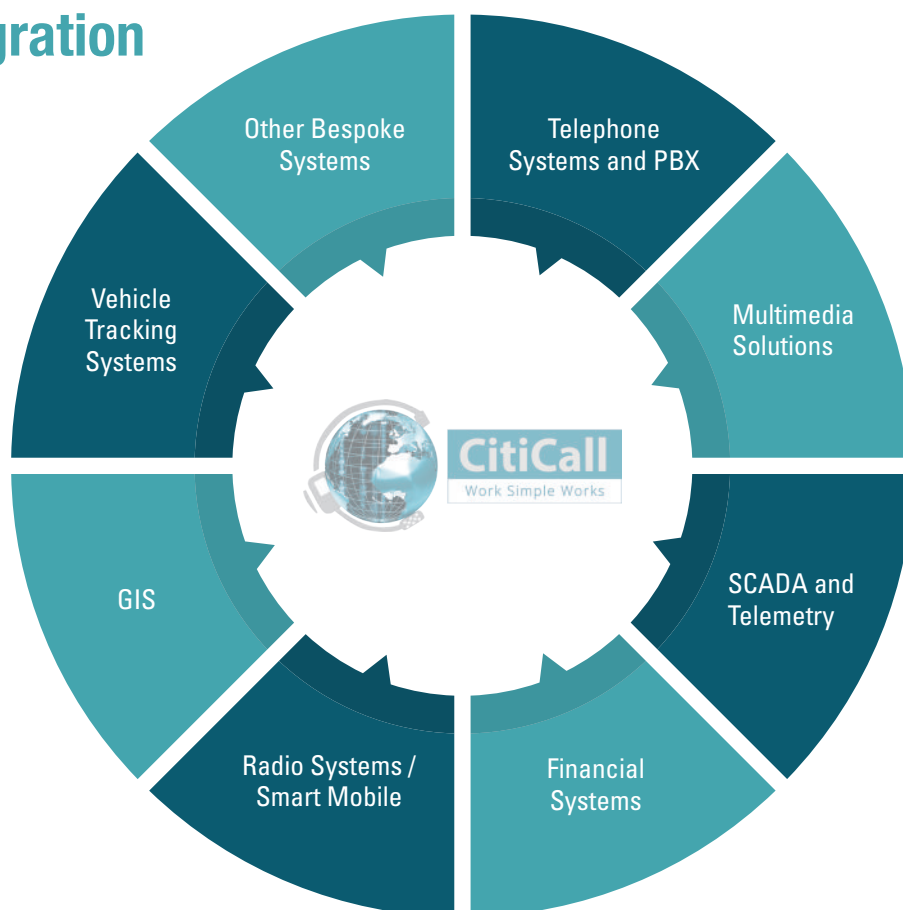 gration
Other Bespoke
Systems
Telephone
Systems and PBX
Vehicle
Tracking
Systems
Multimedia
Solutions
CitiCall
Work Simple Works
GIS
SCADA and
Telemetry
Radio Systems /
Smart Mobile
Financial
Systems